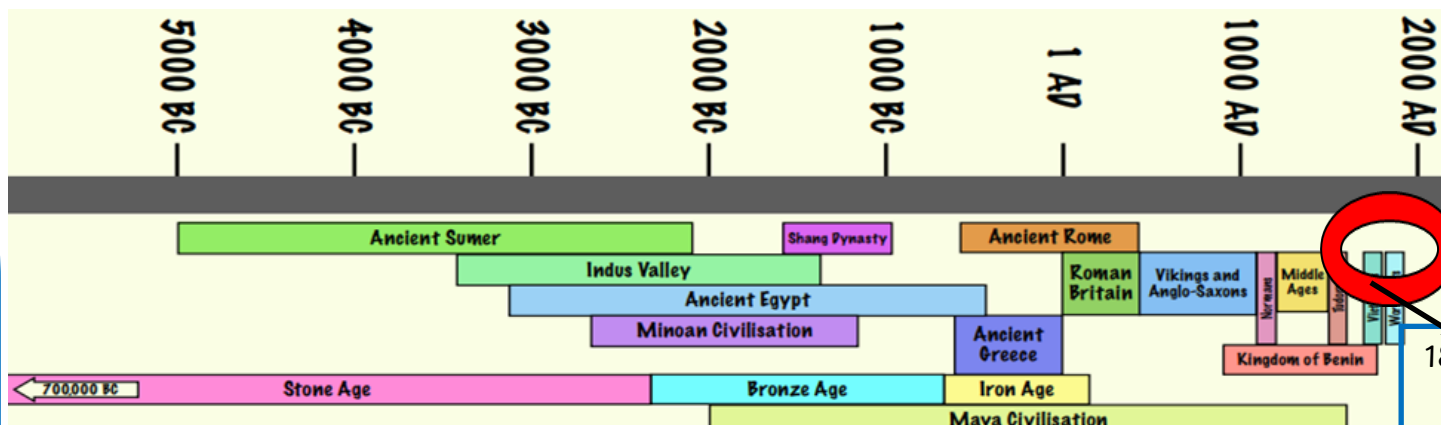 5000 BC
4000 BC
3000 BC
2000 BC
1000 BC
1 AD
1000 AD
2000 AD
Ancient Sumer
Shang Dynasty
Ancient Rome
Indus Valley
Roman
Britain
Vikings and
Anglo-Saxons
Normans
Middle
Ages
Ancient Egypt
Minoan Civilisation
Ancient
Greece
Kingdom of Benin
18
700,000 BC
Stone Age
Bronze Age
Iron Age
Maya Civilisation